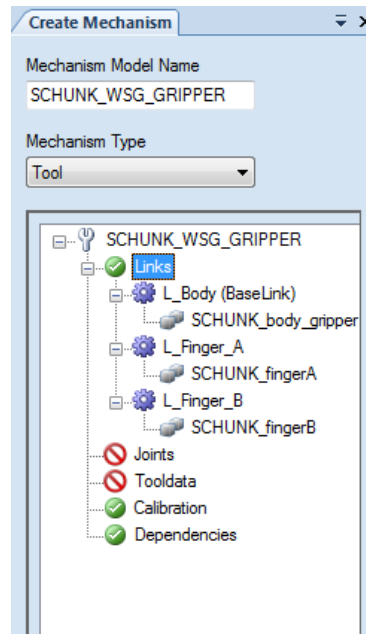 Create Mechanism
Mechanism Model Name
SCHUNK_WSG_GRIPPER
Mechanism Type
Tool
SCHUNK_WSG_GRIPPER
Links
L_Body (BaseLink)
SCHUNK_body_gripper
L_Finger_A
SCHUNK_fingerA
L_Finger_B
SCHUNK_fingerB
Joints
Tooldata
Calibration
Dependencies